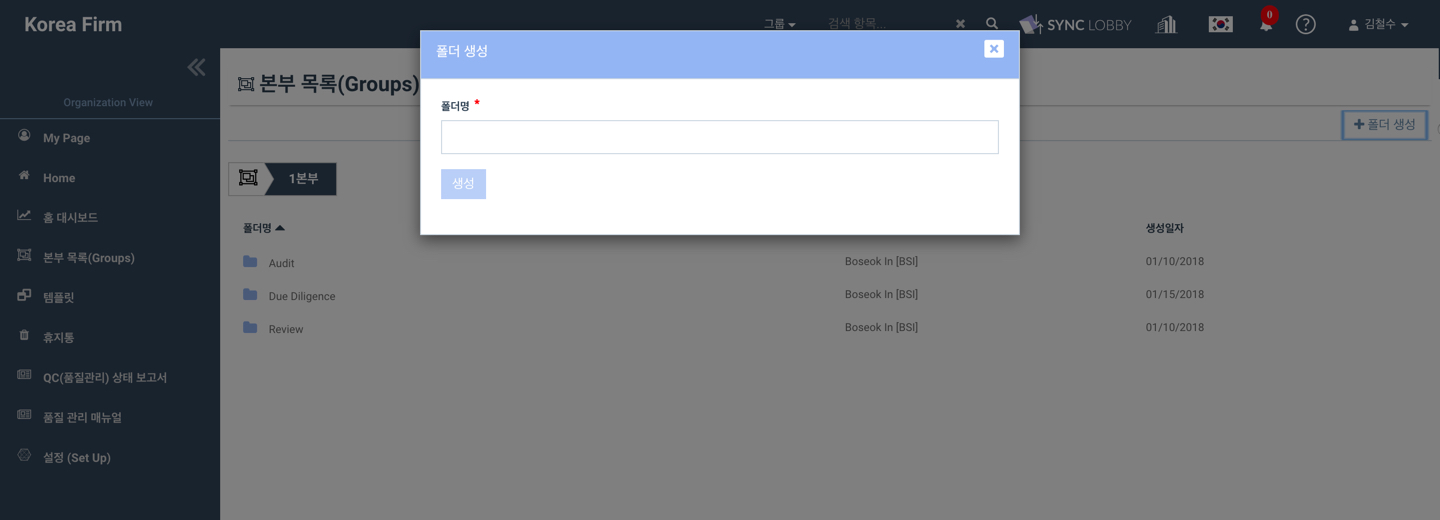 Korea Firm
그룹
검색 항목...
SYNC LOBBY
0
김철수
Organization View
My Page
Home
홈 대시보드
본부 목록(Groups)
템플릿
휴지통
QC(품질관리) 상태 보고서
품질 관리 매뉴얼
설정 (Set Up)
본부 목록(Groups)
+ 폴더 생성
1본부
폴더 생성
폴더명 *
생성
폴더명
생성일자
Audit Boseok In [BSI] 01/10/2018
Due Diligence Boseok In [BSI] 01/15/2018
Review Boseok In [BSI] 01/10/2018